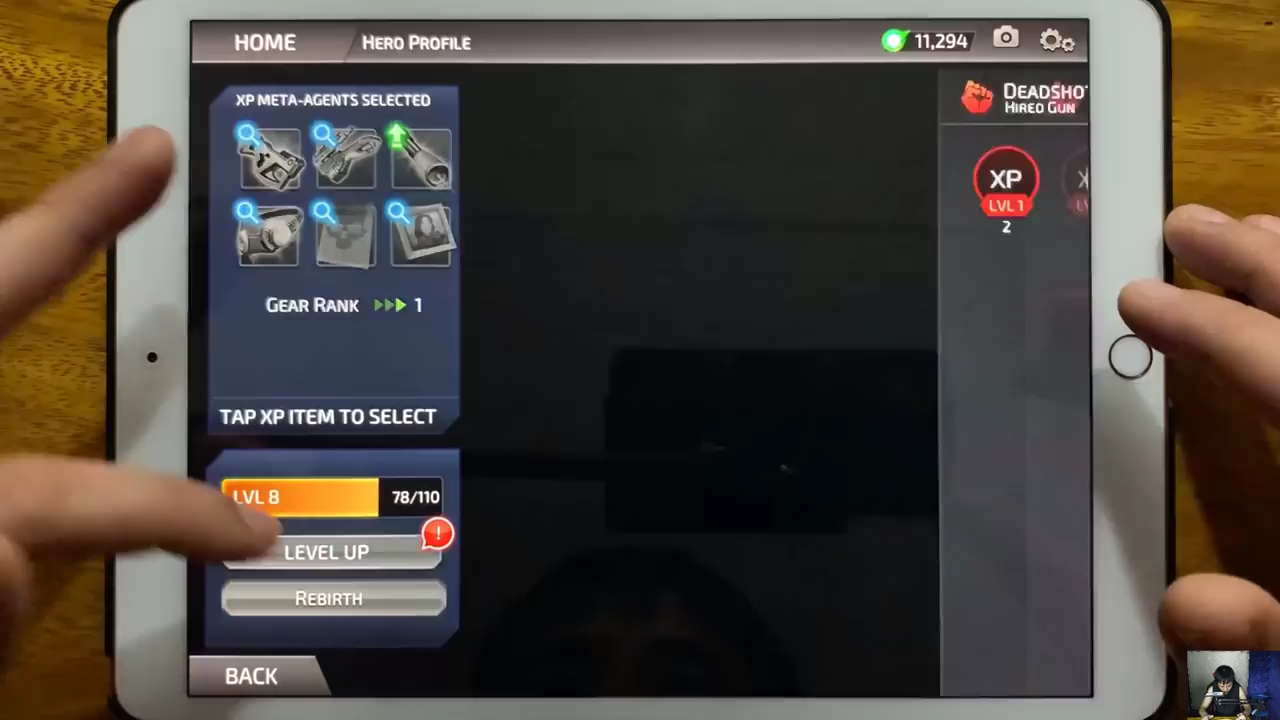 HOME
HERO PROFILE
11,294
XP META-AGENTS SELECTED
GEAR RANK 1
TAP XP ITEM TO SELECT
LVL 8 78/110
!
LEVEL UP
REBIRTH
BACK
DEADSHOT
HIRED GUN
XP
LVL 1
2